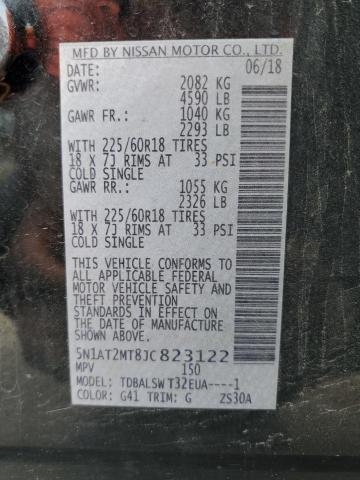 MFD BY NISSAN MOTOR CO., LTD.
DATE: 06/18
GVWR: 2082 KG
4590 LB
GAWR FR.: 1040 KG
2293 LB
WITH 225/60R18 TIRES
18 X 7J RIMS AT 33 PSI
COLD SINGLE
GAWR RR.: 1055 KG
2326 LB
WITH 225/60R18 TIRES
18 X 7J RIMS AT 33 PSI
COLD SINGLE
THIS VEHICLE CONFORMS TO
ALL APPLICABLE FEDERAL
MOTOR VEHICLE SAFETY, BUMPER,
AND THEFT PREVENTION
STANDARDS IN EFFECT ON THE
DATE OF MANUFACTURE
SHOWN ABOVE.
5N1AT2MT8JC823122
MPV 150
MODEL: TDBALSW T32EUA----1
COLOR: G41 TRIM: G ZS30A